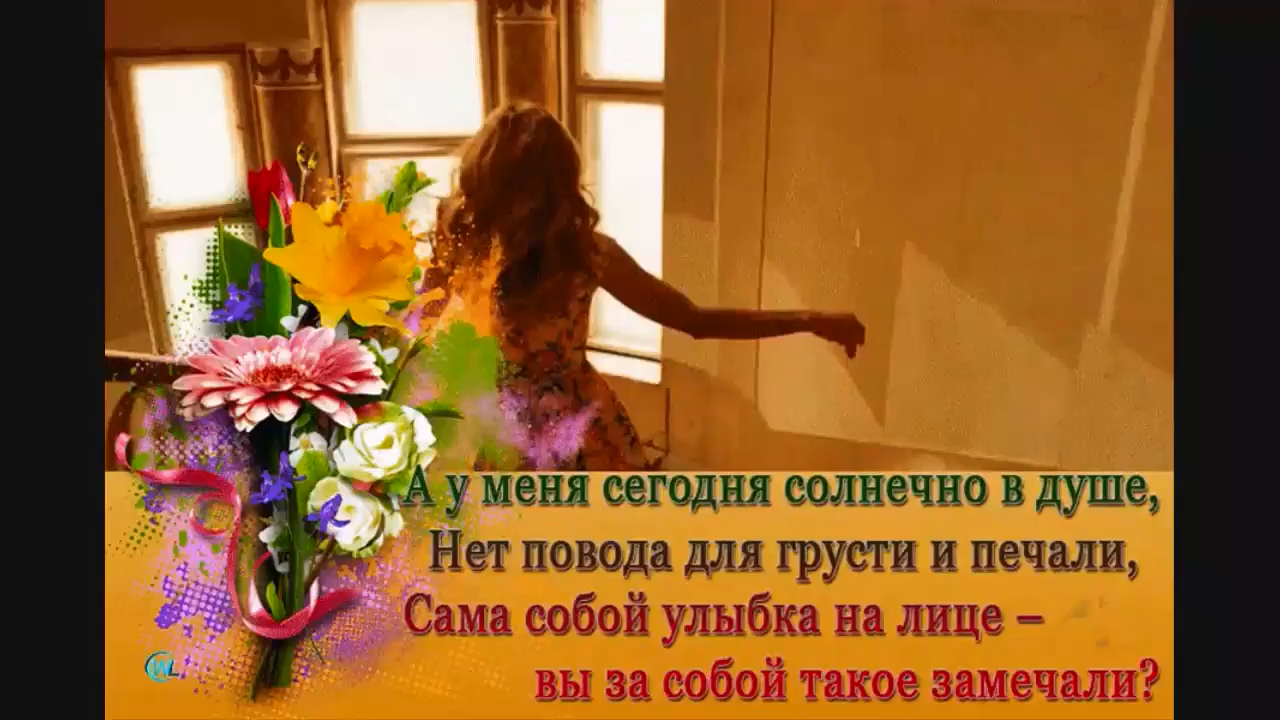 А у меня сегодня солнечно в душе,
Нет повода для грусти и печали,
Сама собой улыбка на лице –
вы за собой такое замечали?